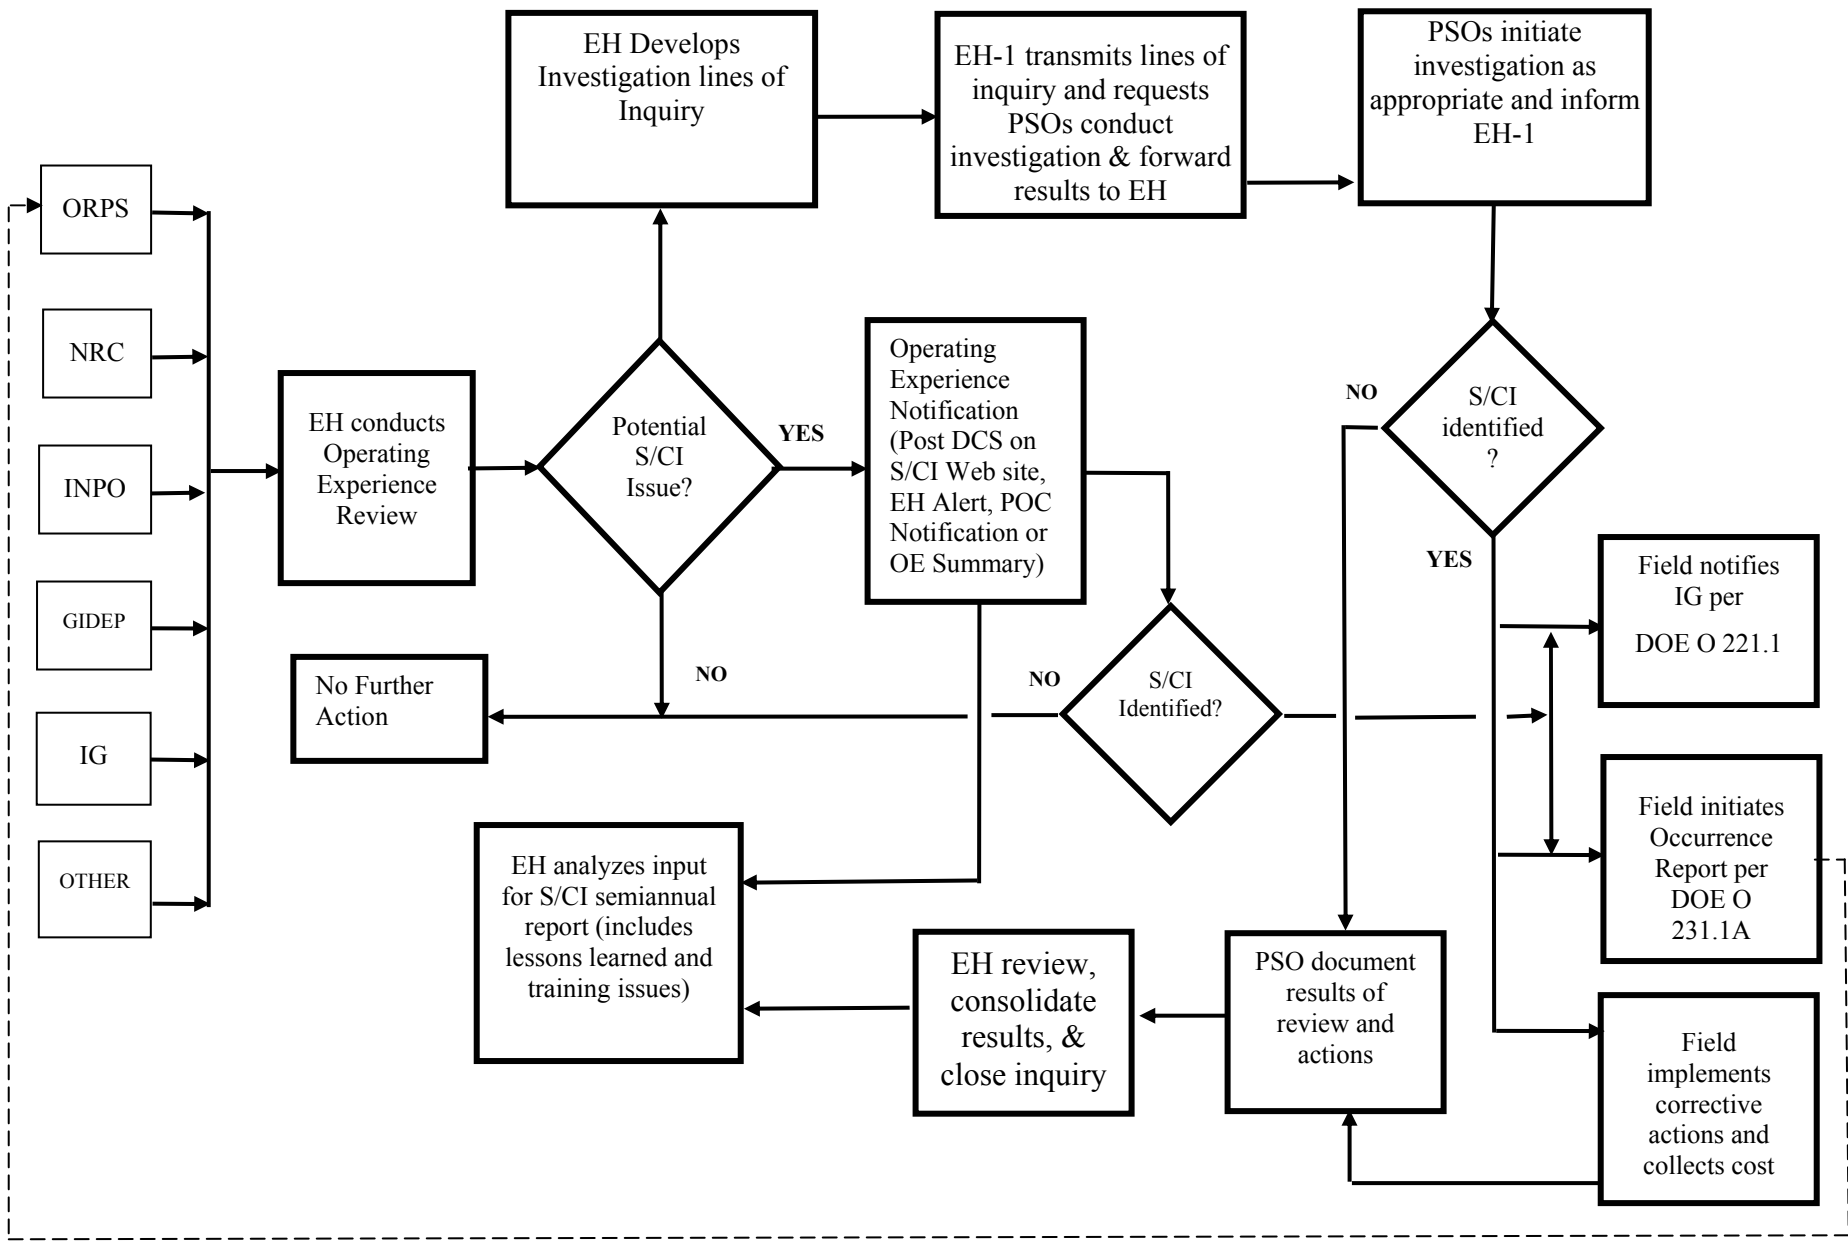 EH Develops
Investigation lines of
Inquiry
EH-1 transmits lines of
inquiry and requests
PSOs conduct
investigation & forward
results to EH
PSOs initiate
investigation as
appropriate and inform
EH-1
ORPS
NRC
INPO
GIDEP
IG
OTHER
EH conducts
Operating
Experience
Review
Potential
S/CI
Issue?
YES
NO
Operating
Experience
Notification
(Post DCS on
S/CI Web site,
EH Alert, POC
Notification or
OE Summary)
NO
S/CI
identified
?
YES
No Further
Action
NO
S/CI
Identified?
Field notifies
IG per
DOE O 221.1
Field initiates
Occurrence
Report per
DOE O
231.1A
EH analyzes input
for S/CI semiannual
report (includes
lessons learned and
training issues)
EH review,
consolidate
results, &
close inquiry
PSO document
results of
review and
actions
Field
implements
corrective
actions and
collects cost